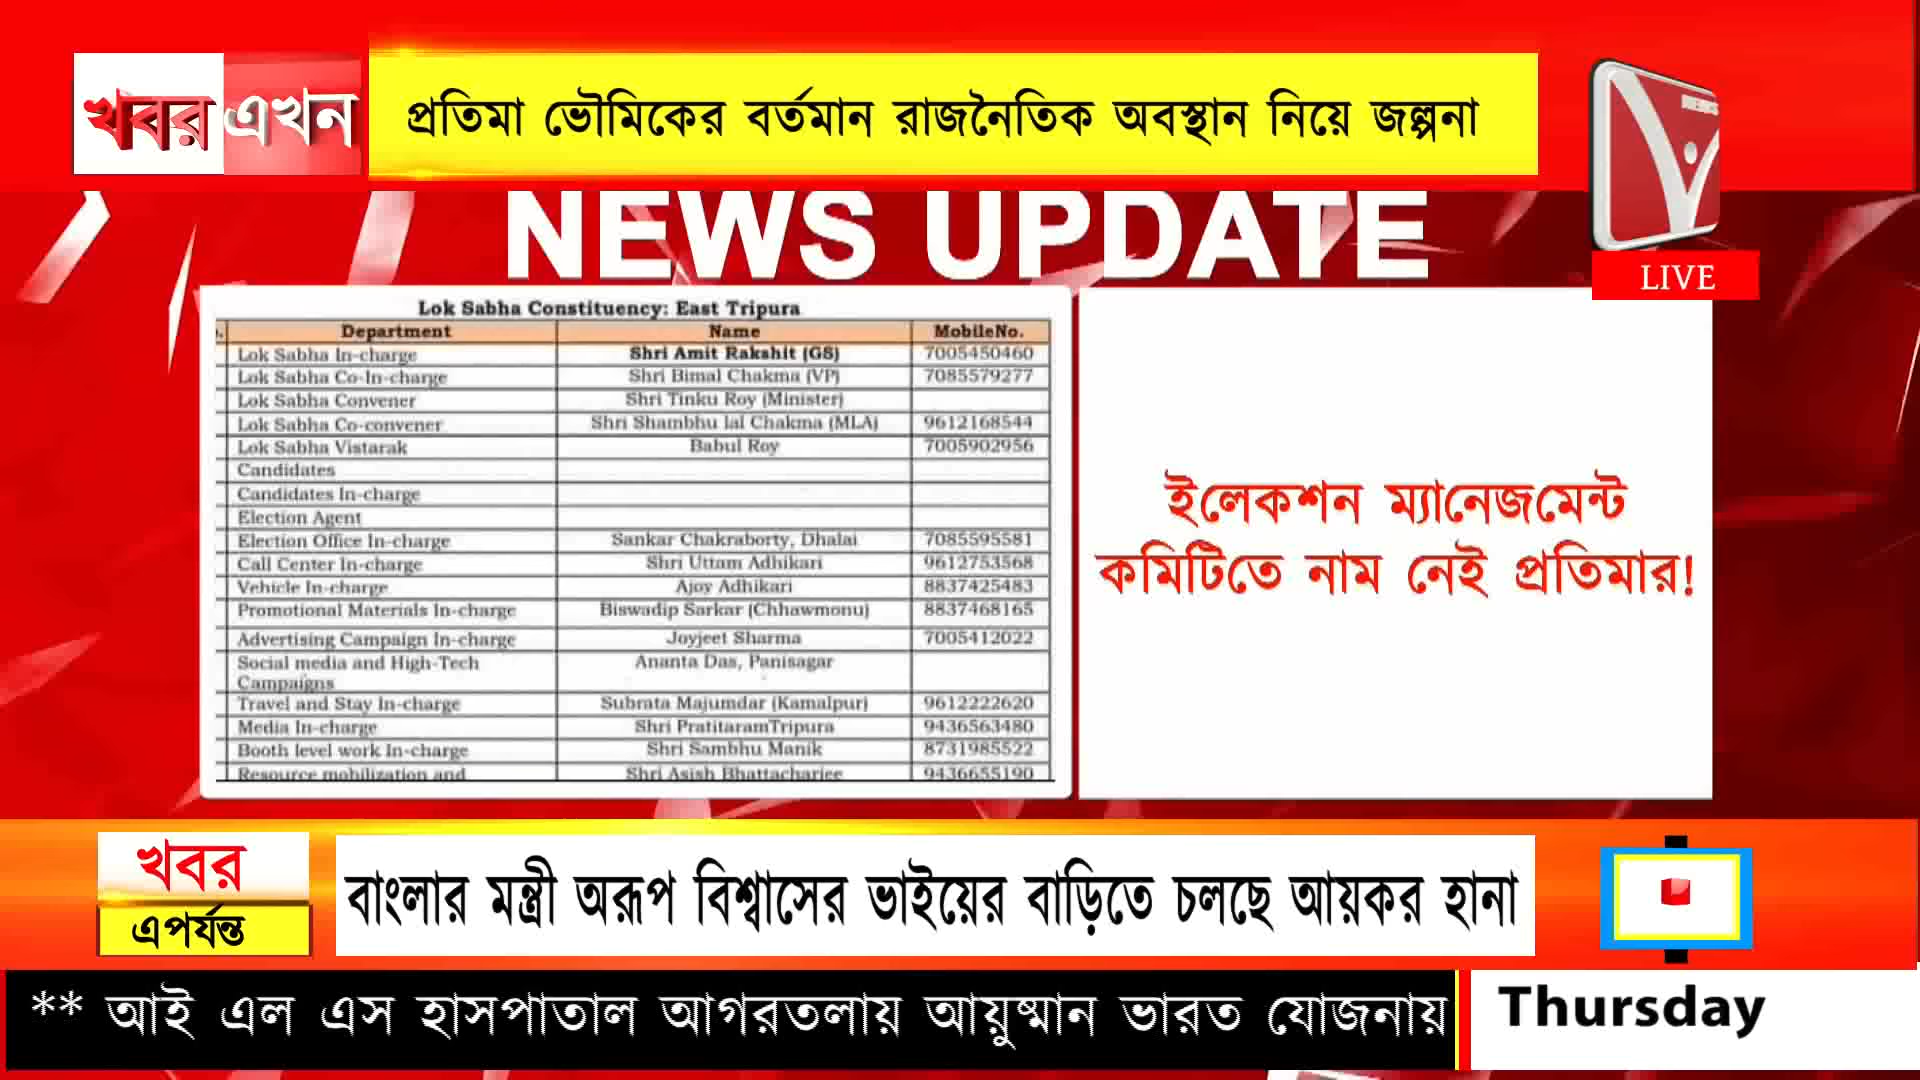 খবর এখন
প্রতিমা ভৌমিকের বর্তমান রাজনৈতিক অবস্থান নিয়ে জল্পনা
NEWS
NEWS UPDATE
LIVE
Lok Sabha Constituency: East Tripura
Department Name MobileNo.
Lok Sabha In-charge Shri Amit Rakshit (GS) 7005450460
Lok Sabha Co-In-charge Shri Bimal Chakma (VP) 7085579277
Lok Sabha Convener Shri Tinku Roy (Minister)
Lok Sabha Co-convener Shri Shambhu lal Chakma (MLA) 9612168544
Lok Sabha Vistarak Babul Roy 7005902956
Candidates
Candidates In-charge
Election Agent
Election Office In-charge Sankar Chakraborty, Dhalai 7085595581
Call Center In-charge Shri Uttam Adhikari 9612753568
Vehicle In-charge Ajoy Adhikari 8837425483
Promotional Materials In-charge Biswadip Sarkar (Chhawmonu) 8837468165
Advertising Campaign In-charge Joyjeet Sharma 7005412022
Social media and High-Tech Ananta Das, Panisagar
Campaigns
Travel and Stay In-charge Subrata Majumdar (Kamalpur) 9612222620
Media In-charge Shri PratitaramTripura 9436563480
Booth level work In-charge Shri Sambhu Manik 8731985522
Resource mobilization and Shri Asish Bhattacharjee 9436655190
ইলেকশন ম্যানেজমেন্ট
কমিটিতে নাম নেই প্রতিমার!
খবর
এপর্যন্ত
বাংলার মন্ত্রী অরূপ বিশ্বাসের ভাইয়ের বাড়িতে চলছে আয়কর হানা
** আই এল এস হাসপাতাল আগরতলায় আয়ুষ্মান ভারত যোজনায়
Thursday